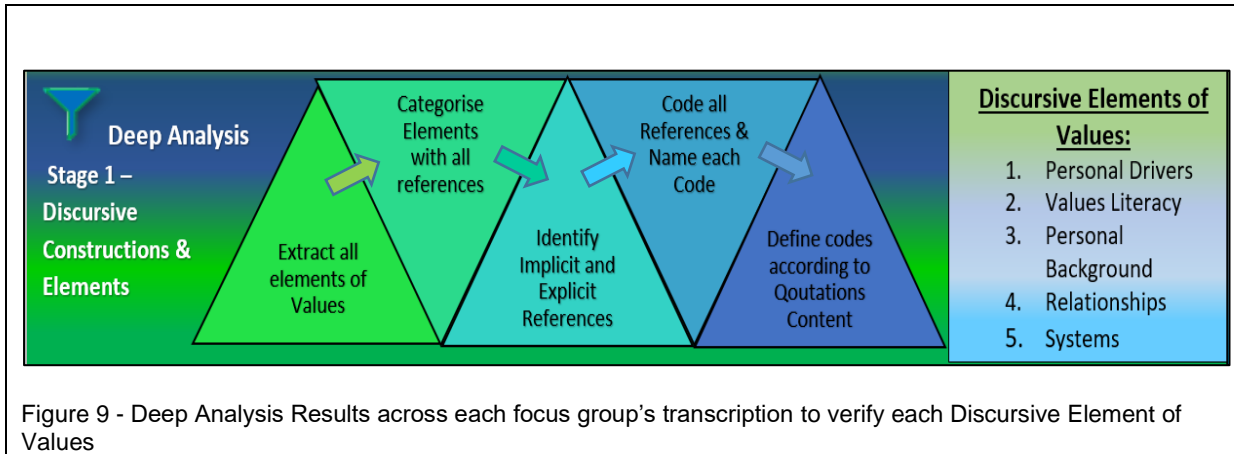 Deep Analysis
Stage 1 –
Discursive
Constructions &
Elements
Extract all
elements of
Values
Categorise
Elements
with all
references
Identify
Implicit and
Explicit
References
Code all
References &
Name each
Code
Define codes
according to
Qoutations
Content
Discursive Elements of
Values:
1. Personal Drivers
2. Values Literacy
3. Personal
Background
4. Relationships
5. Systems
Figure 9 - Deep Analysis Results across each focus group’s transcription to verify each Discursive Element of
Values